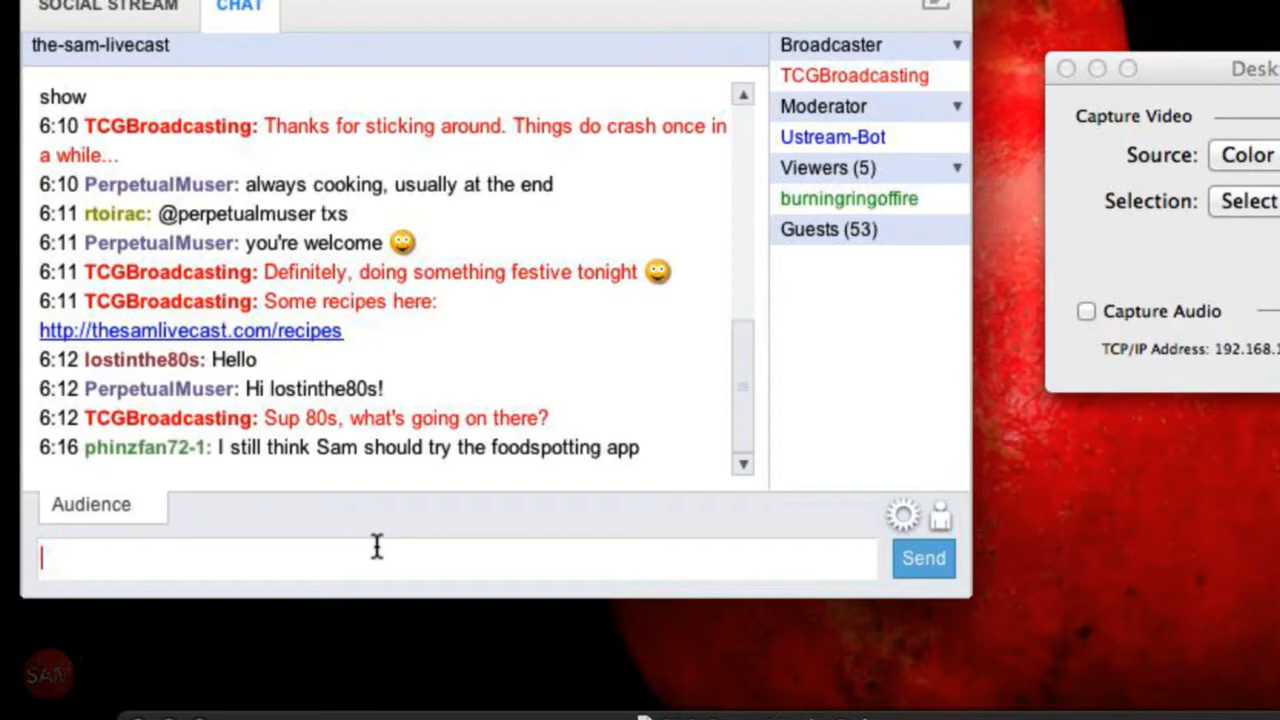 SOCIAL STREAM CHAT
the-sam-livecast
show
6:10 TCGBroadcasting: Thanks for sticking around. Things do crash once in
a while...
6:10 PerpetualMuser: always cooking, usually at the end
6:11 rtoirac: @perpetualmuser txs
6:11 PerpetualMuser: you're welcome
6:11 TCGBroadcasting: Definitely, doing something festive tonight
6:11 TCGBroadcasting: Some recipes here:
http://thesamlivecast.com/recipes
6:12 lostinthe80s: Hello
6:12 PerpetualMuser: Hi lostinthe80s!
6:12 TCGBroadcasting: Sup 80s, what's going on there?
6:16 phinzfan72-1: I still think Sam should try the foodspotting app
Audience
Send
Broadcaster
TCGBroadcasting
Moderator
Ustream-Bot
Viewers (5)
burningringoffire
Guests (53)
Desk
Capture Video
Source: Color
Selection: Select
Capture Audio
TCP/IP Address: 192.168.1
SAM